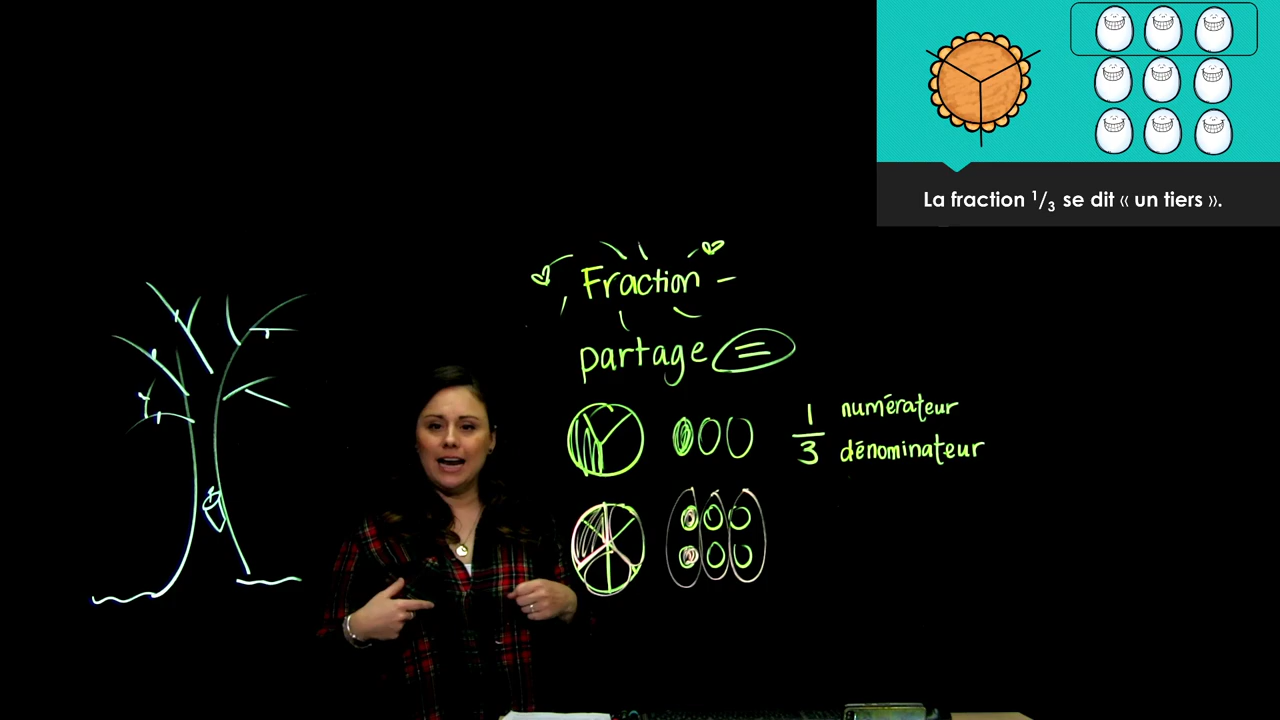 La fraction 1/3 se dit « un tiers ».
Fraction
partage =
1/3 numérateur
dénominateur